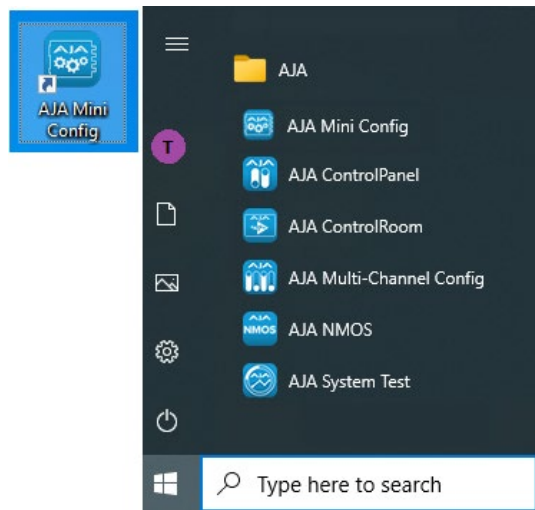 AJA Mini
Config
AJA
AJA Mini Config
T
AJA ControlPanel
AJA ControlRoom
AJA Multi-Channel Config
NMOS
AJA NMOS
AJA System Test
Type here to search